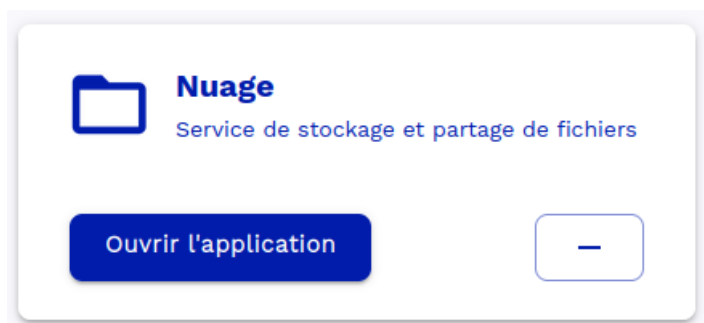 Nuage
Service de stockage et partage de fichiers
Ouvrir l'application